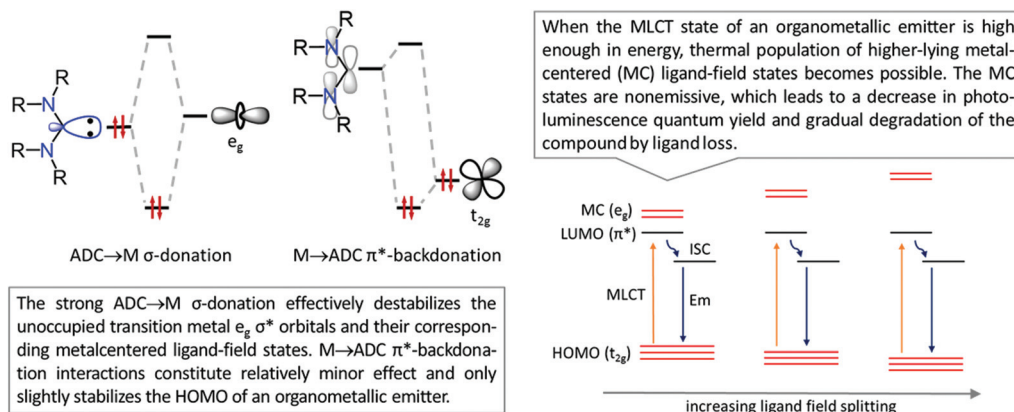 R
R
N
N
R
R
e_g
ADC→M σ-donation
R
R
N
N
R
R
t_2g
M→ADC π*-backdonation
The strong ADC→M σ-donation effectively destabilizes the
unoccupied transition metal e_g σ* orbitals and their correspon-
ding metalcentered ligand-field states. M→ADC π*-backdona-
tion interactions constitute relatively minor effect and only
slightly stabilizes the HOMO of an organometallic emitter.
When the MLCT state of an organometallic emitter is high
enough in energy, thermal population of higher-lying metal-
centered (MC) ligand-field states becomes possible. The MC
states are nonemissive, which leads to a decrease in photo-
luminescence quantum yield and gradual degradation of the
compound by ligand loss.
MC (e_g)
LUMO (π*)
ISC
MLCT
Em
HOMO (t_2g)
increasing ligand field splitting